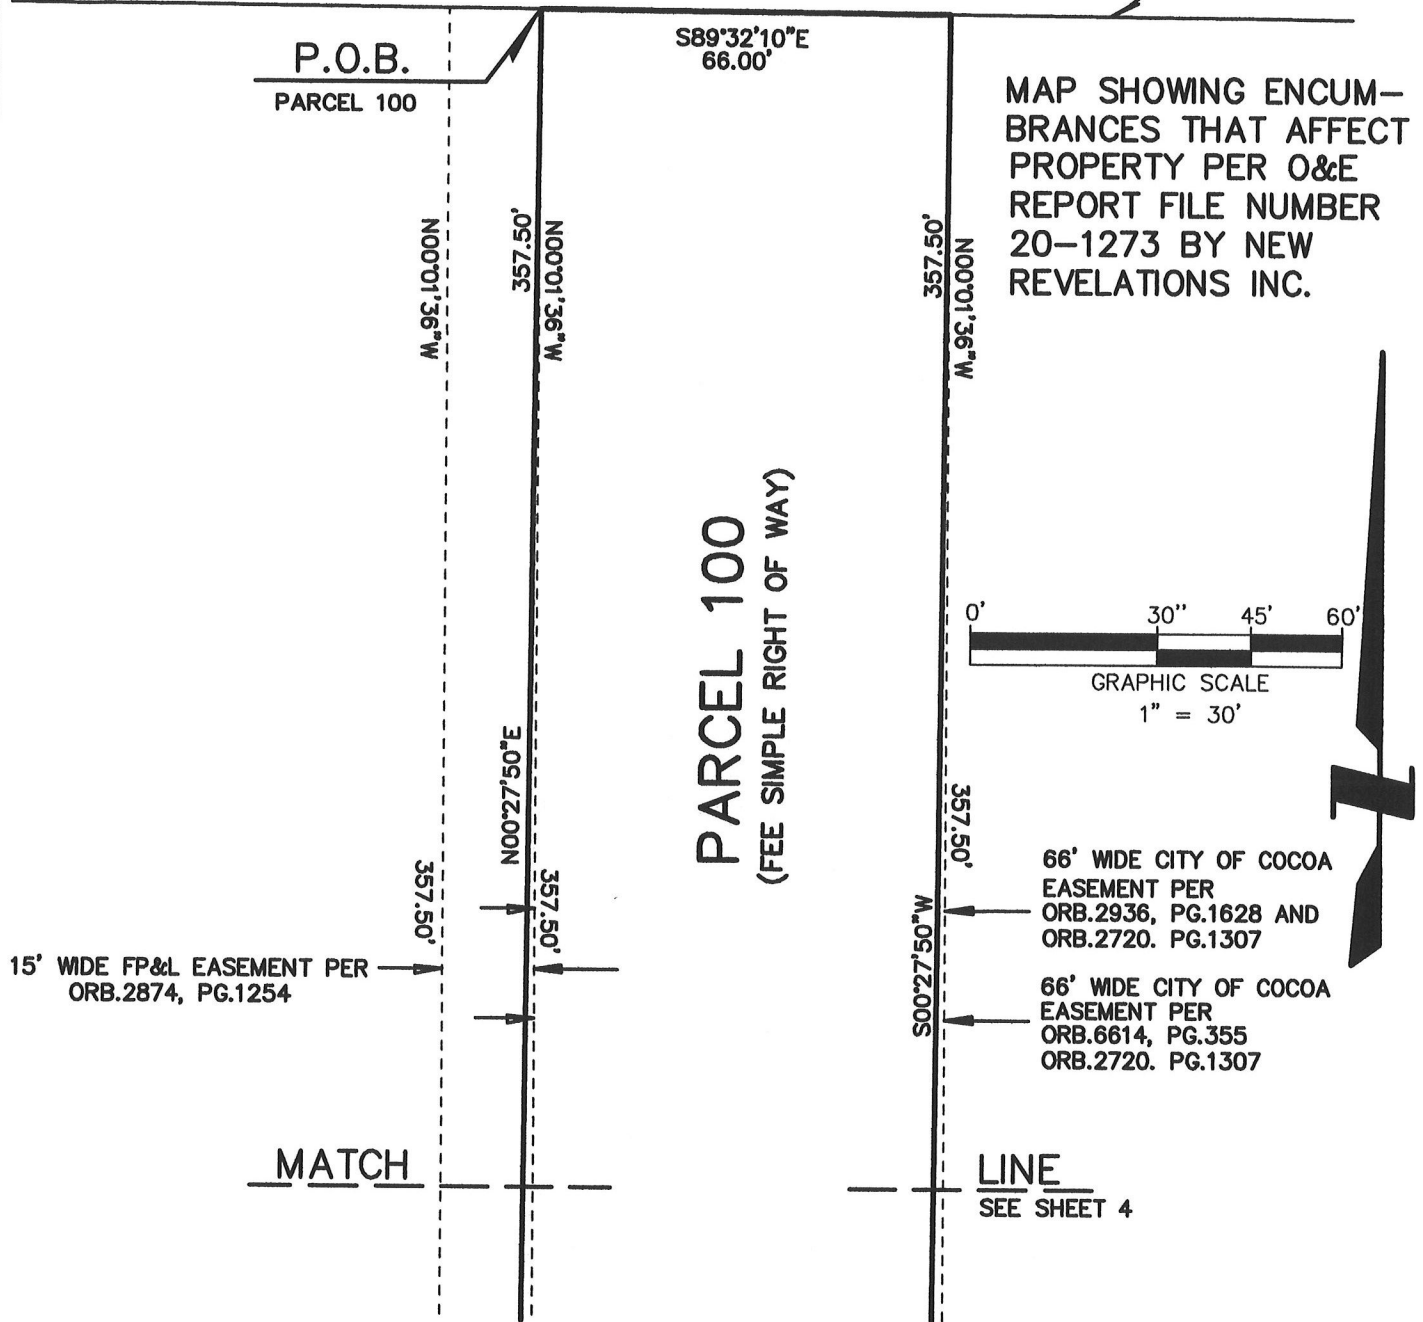 S89°32'10"E
66.00'
P.O.B.
PARCEL 100
MAP SHOWING ENCUM-
BRANCES THAT AFFECT
PROPERTY PER O&E
REPORT FILE NUMBER
20-1273 BY NEW
REVELATIONS INC.
N00°01'36"W
357.50'
N00°01'36"W
357.50'
N00°01'36"W
PARCEL 100
(FEE SIMPLE RIGHT OF WAY)
0' 30" 45' 60'
GRAPHIC SCALE
1" = 30'
N
N00°27'50"E
357.50'
357.50'
357.50'
S00°27'50"W
66' WIDE CITY OF COCOA
EASEMENT PER
ORB.2936, PG.1628 AND
ORB.2720. PG.1307
15' WIDE FP&L EASEMENT PER
ORB.2874, PG.1254
66' WIDE CITY OF COCOA
EASEMENT PER
ORB.6614, PG.355
ORB.2720. PG.1307
MATCH
LINE
SEE SHEET 4